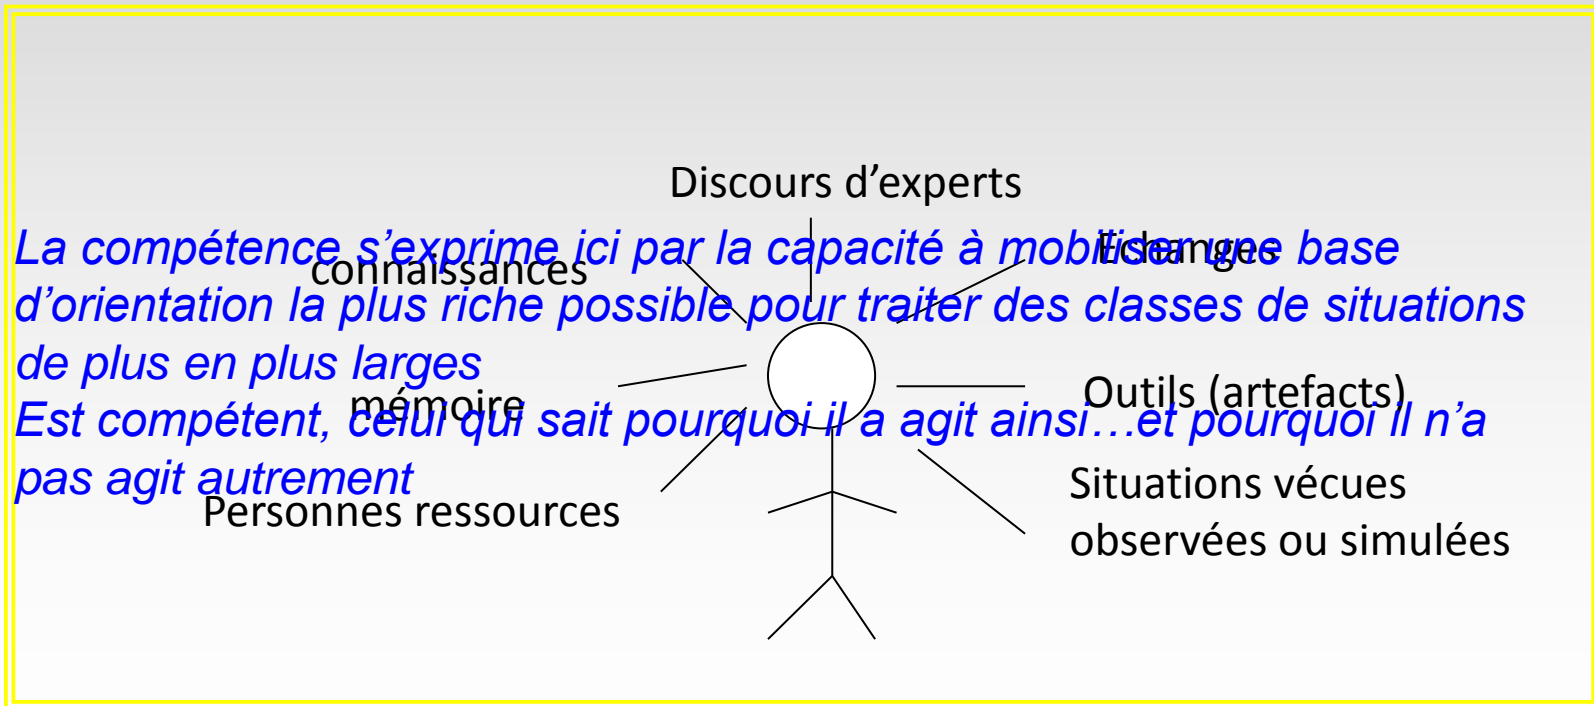 Discours d’experts
La compétence s’exprime ici par la capacité à mobiliser une base
d’orientation la plus riche possible pour traiter des classes de situations
de plus en plus larges
Est compétent, celui qui sait pourquoi il a agit ainsi…et pourquoi il n’a
pas agit autrement
connaissances
Echanges
mémoire
Outils (artefacts)
Personnes ressources
Situations vécues
observées ou simulées